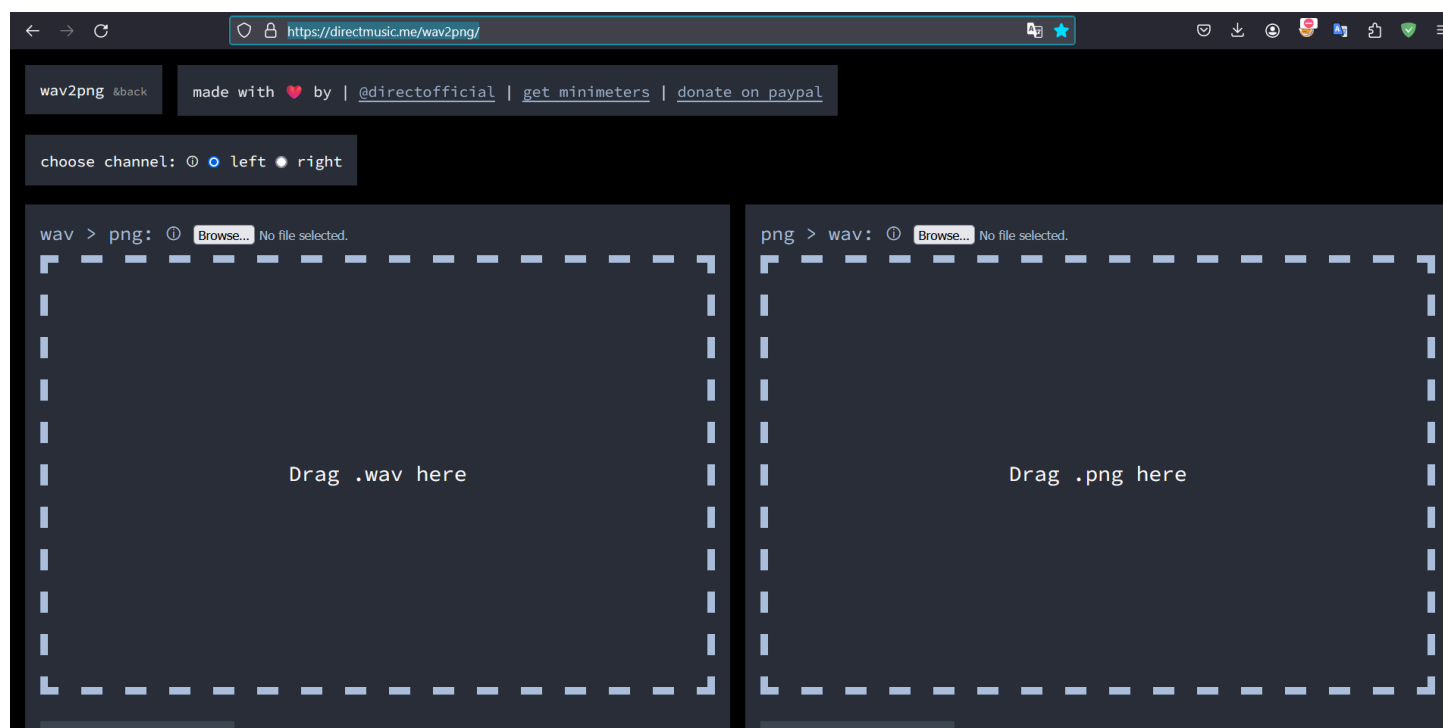 https://directmusic.me/wav2png/
wav2png &back
made with ❤ by | @directofficial | get minimeters | donate on paypal
choose channel: ⓘ left right
wav > png: ⓘ Browse... No file selected.
Drag .wav here
png > wav: ⓘ Browse... No file selected.
Drag .png here